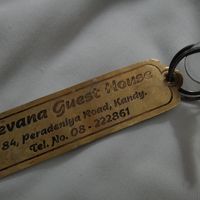 evana Guest House
84, Peradeniya Road, Kandy.
Tel. No. 08 - 222861